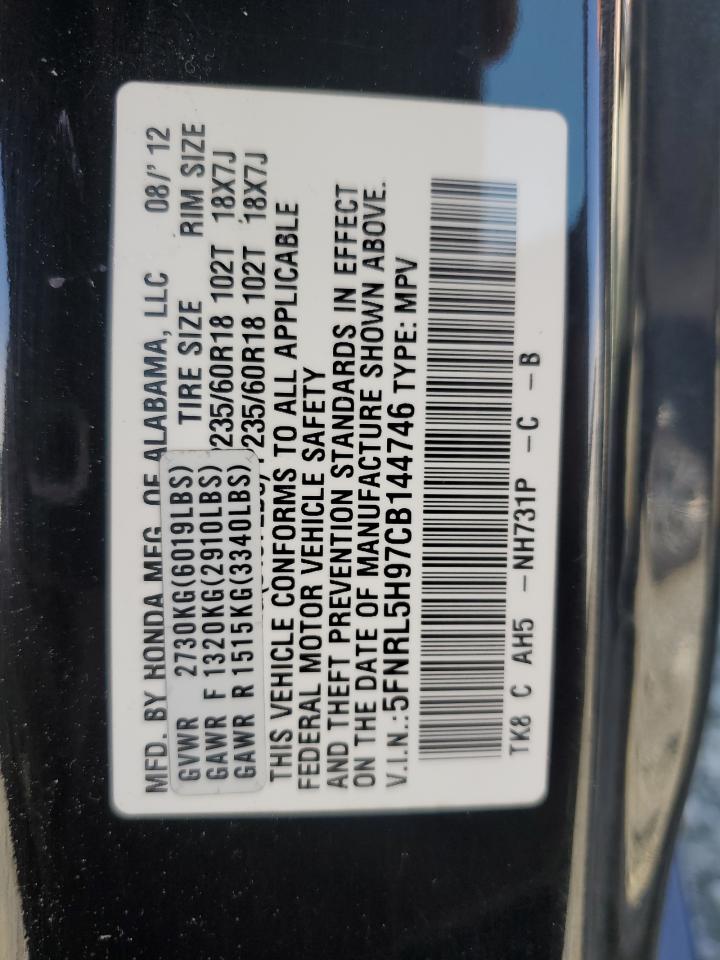 MFD. BY HONDA MFG. OF ALABAMA, LLC 08/'12
GVWR 2730KG(6019LBS) TIRE SIZE RIM SIZE
GAWR F 1320KG(2910LBS) P235/60R18 102T 18X7J
GAWR R 1515KG(3340LBS) P235/60R18 102T 18X7J
THIS VEHICLE CONFORMS TO ALL APPLICABLE
FEDERAL MOTOR VEHICLE SAFETY
AND THEFT PREVENTION STANDARDS IN EFFECT
ON THE DATE OF MANUFACTURE SHOWN ABOVE.
V.I.N.:5FNRL5H97CB144746 TYPE: MPV
TK8 C AH5 -NH731P -C -B